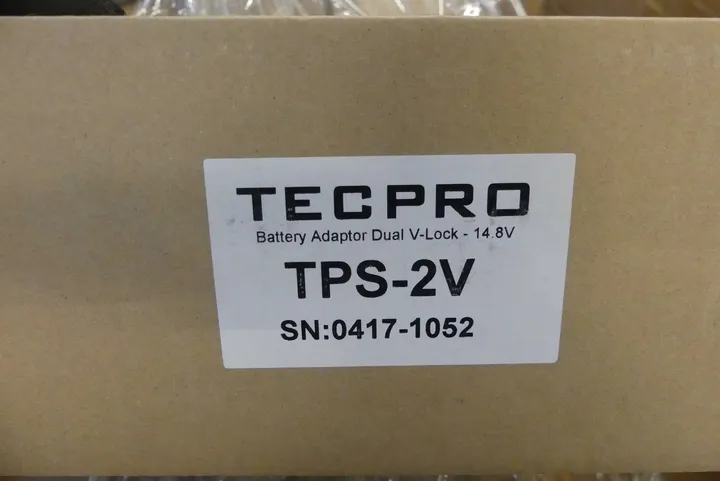 TECPRO
Battery Adaptor Dual V-Lock - 14.8V
TPS-2V
SN:0417-1052